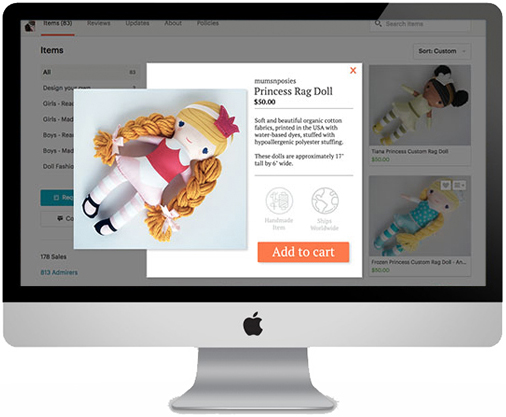 Items (83) Reviews Updates About Policies
Search items
Items
Sort: Custom
All 83
Design your own
Girls - Rea
Girls - Mad
Boys - Read
Boys - Mad
Doll Fashio
Req
Co
178 Sales
813 Admirers
X
mumsnposies
Princess Rag Doll
$50.00
Soft and beautiful organic cotton
fabrics, printed in the USA with
water-based dyes, stuffed with
hypoallergenic polyester stuffing.
These dolls are approximately 17"
tall by 6" wide.
Handmade
Item
Ships
Worldwide
Add to cart
Tiana Princess Custom Rag Doll
$50.00
Frozen Princess Custom Rag Doll - An...
$50.00